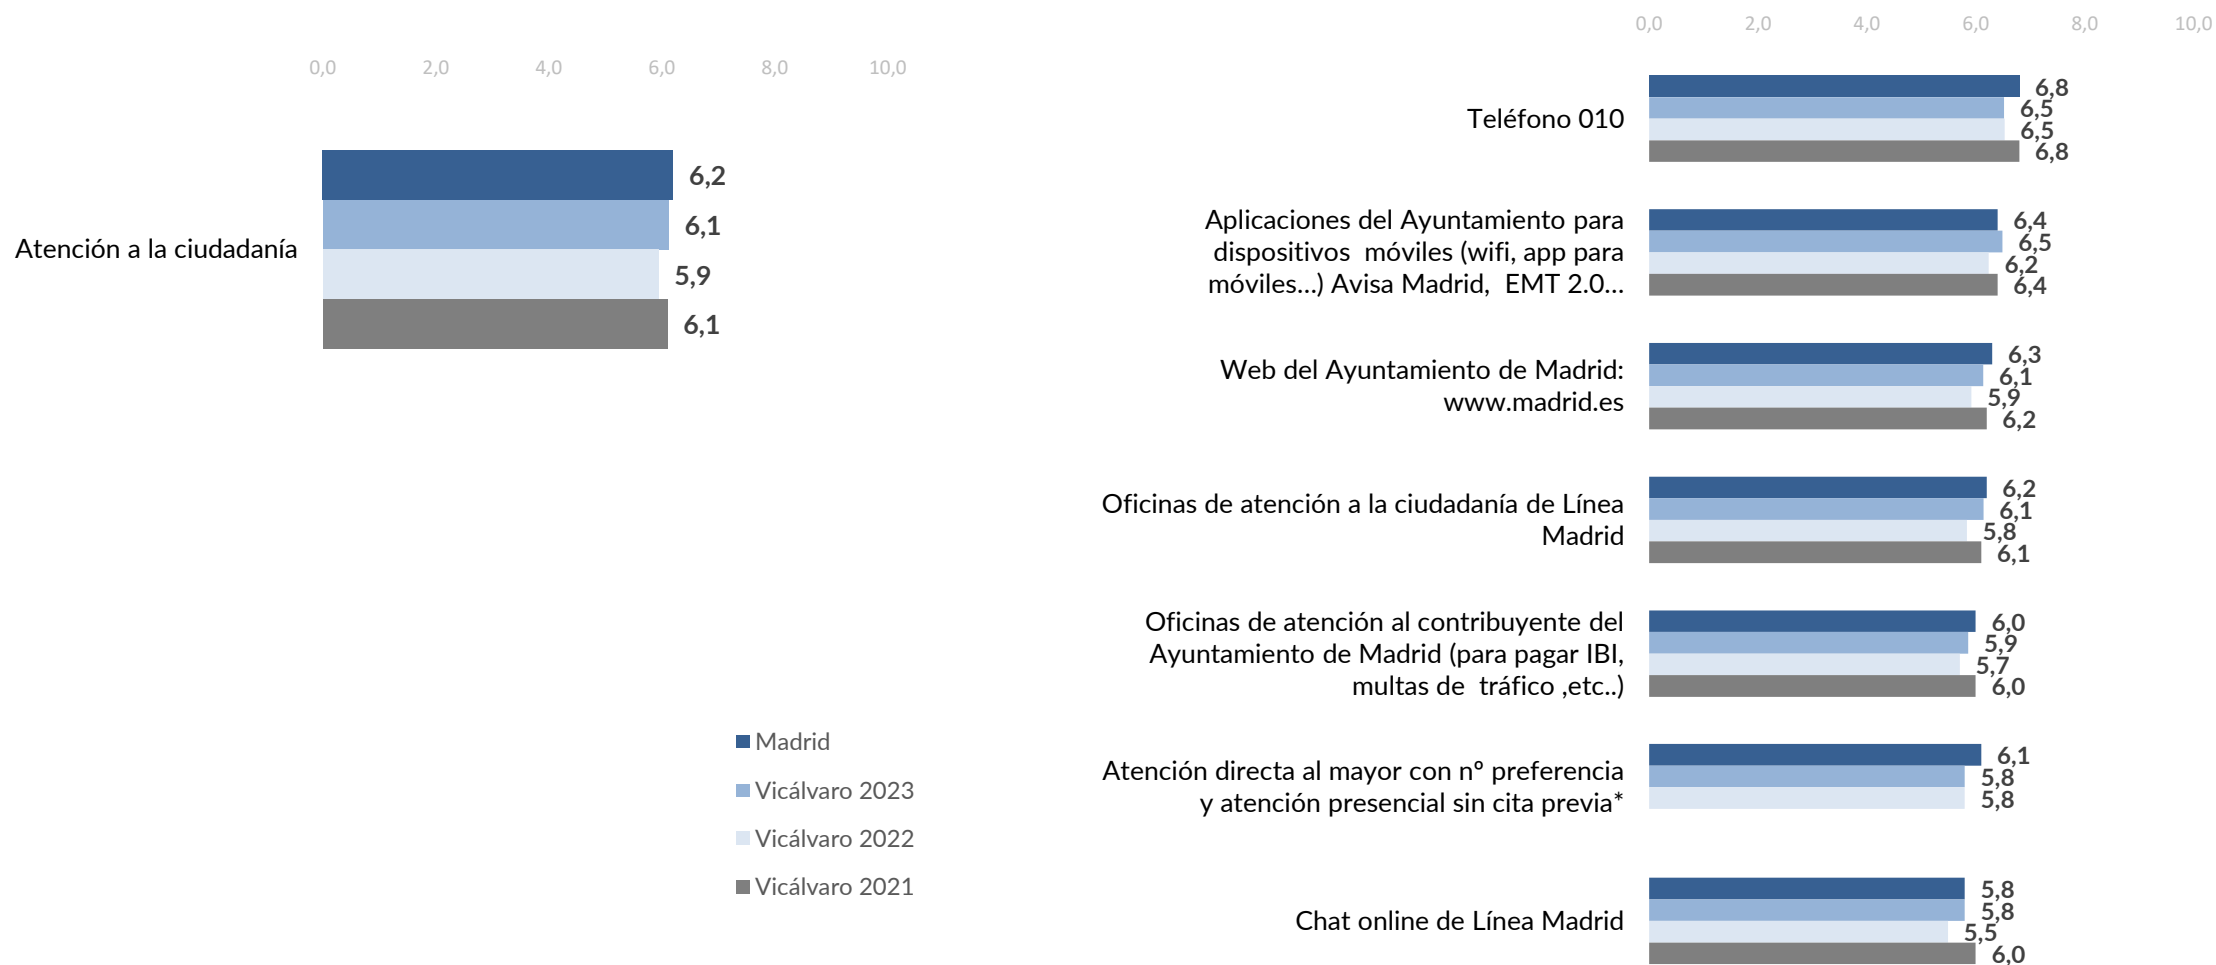 0,0 2,0 4,0 6,0 8,0 10,0
Atención a la ciudadanía
6,2
6,1
5,9
6,1
Madrid
Vicálvaro 2023
Vicálvaro 2022
Vicálvaro 2021
0,0 2,0 4,0 6,0 8,0 10,0
Teléfono 010
6,8
6,5
6,5
6,8
Aplicaciones del Ayuntamiento para
dispositivos  móviles (wifi, app para
móviles...) Avisa Madrid,  EMT 2.0...
6,4
6,5
6,2
6,4
Web del Ayuntamiento de Madrid:
www.madrid.es
6,3
6,1
5,9
6,2
Oficinas de atención a la ciudadanía de Línea
Madrid
6,2
6,1
5,8
6,1
Oficinas de atención al contribuyente del
Ayuntamiento de Madrid (para pagar IBI,
multas de  tráfico ,etc..)
6,0
5,9
5,7
6,0
Atención directa al mayor con nº preferencia
y atención presencial sin cita previa*
6,1
5,8
5,8
Chat online de Línea Madrid
5,8
5,8
5,5
6,0